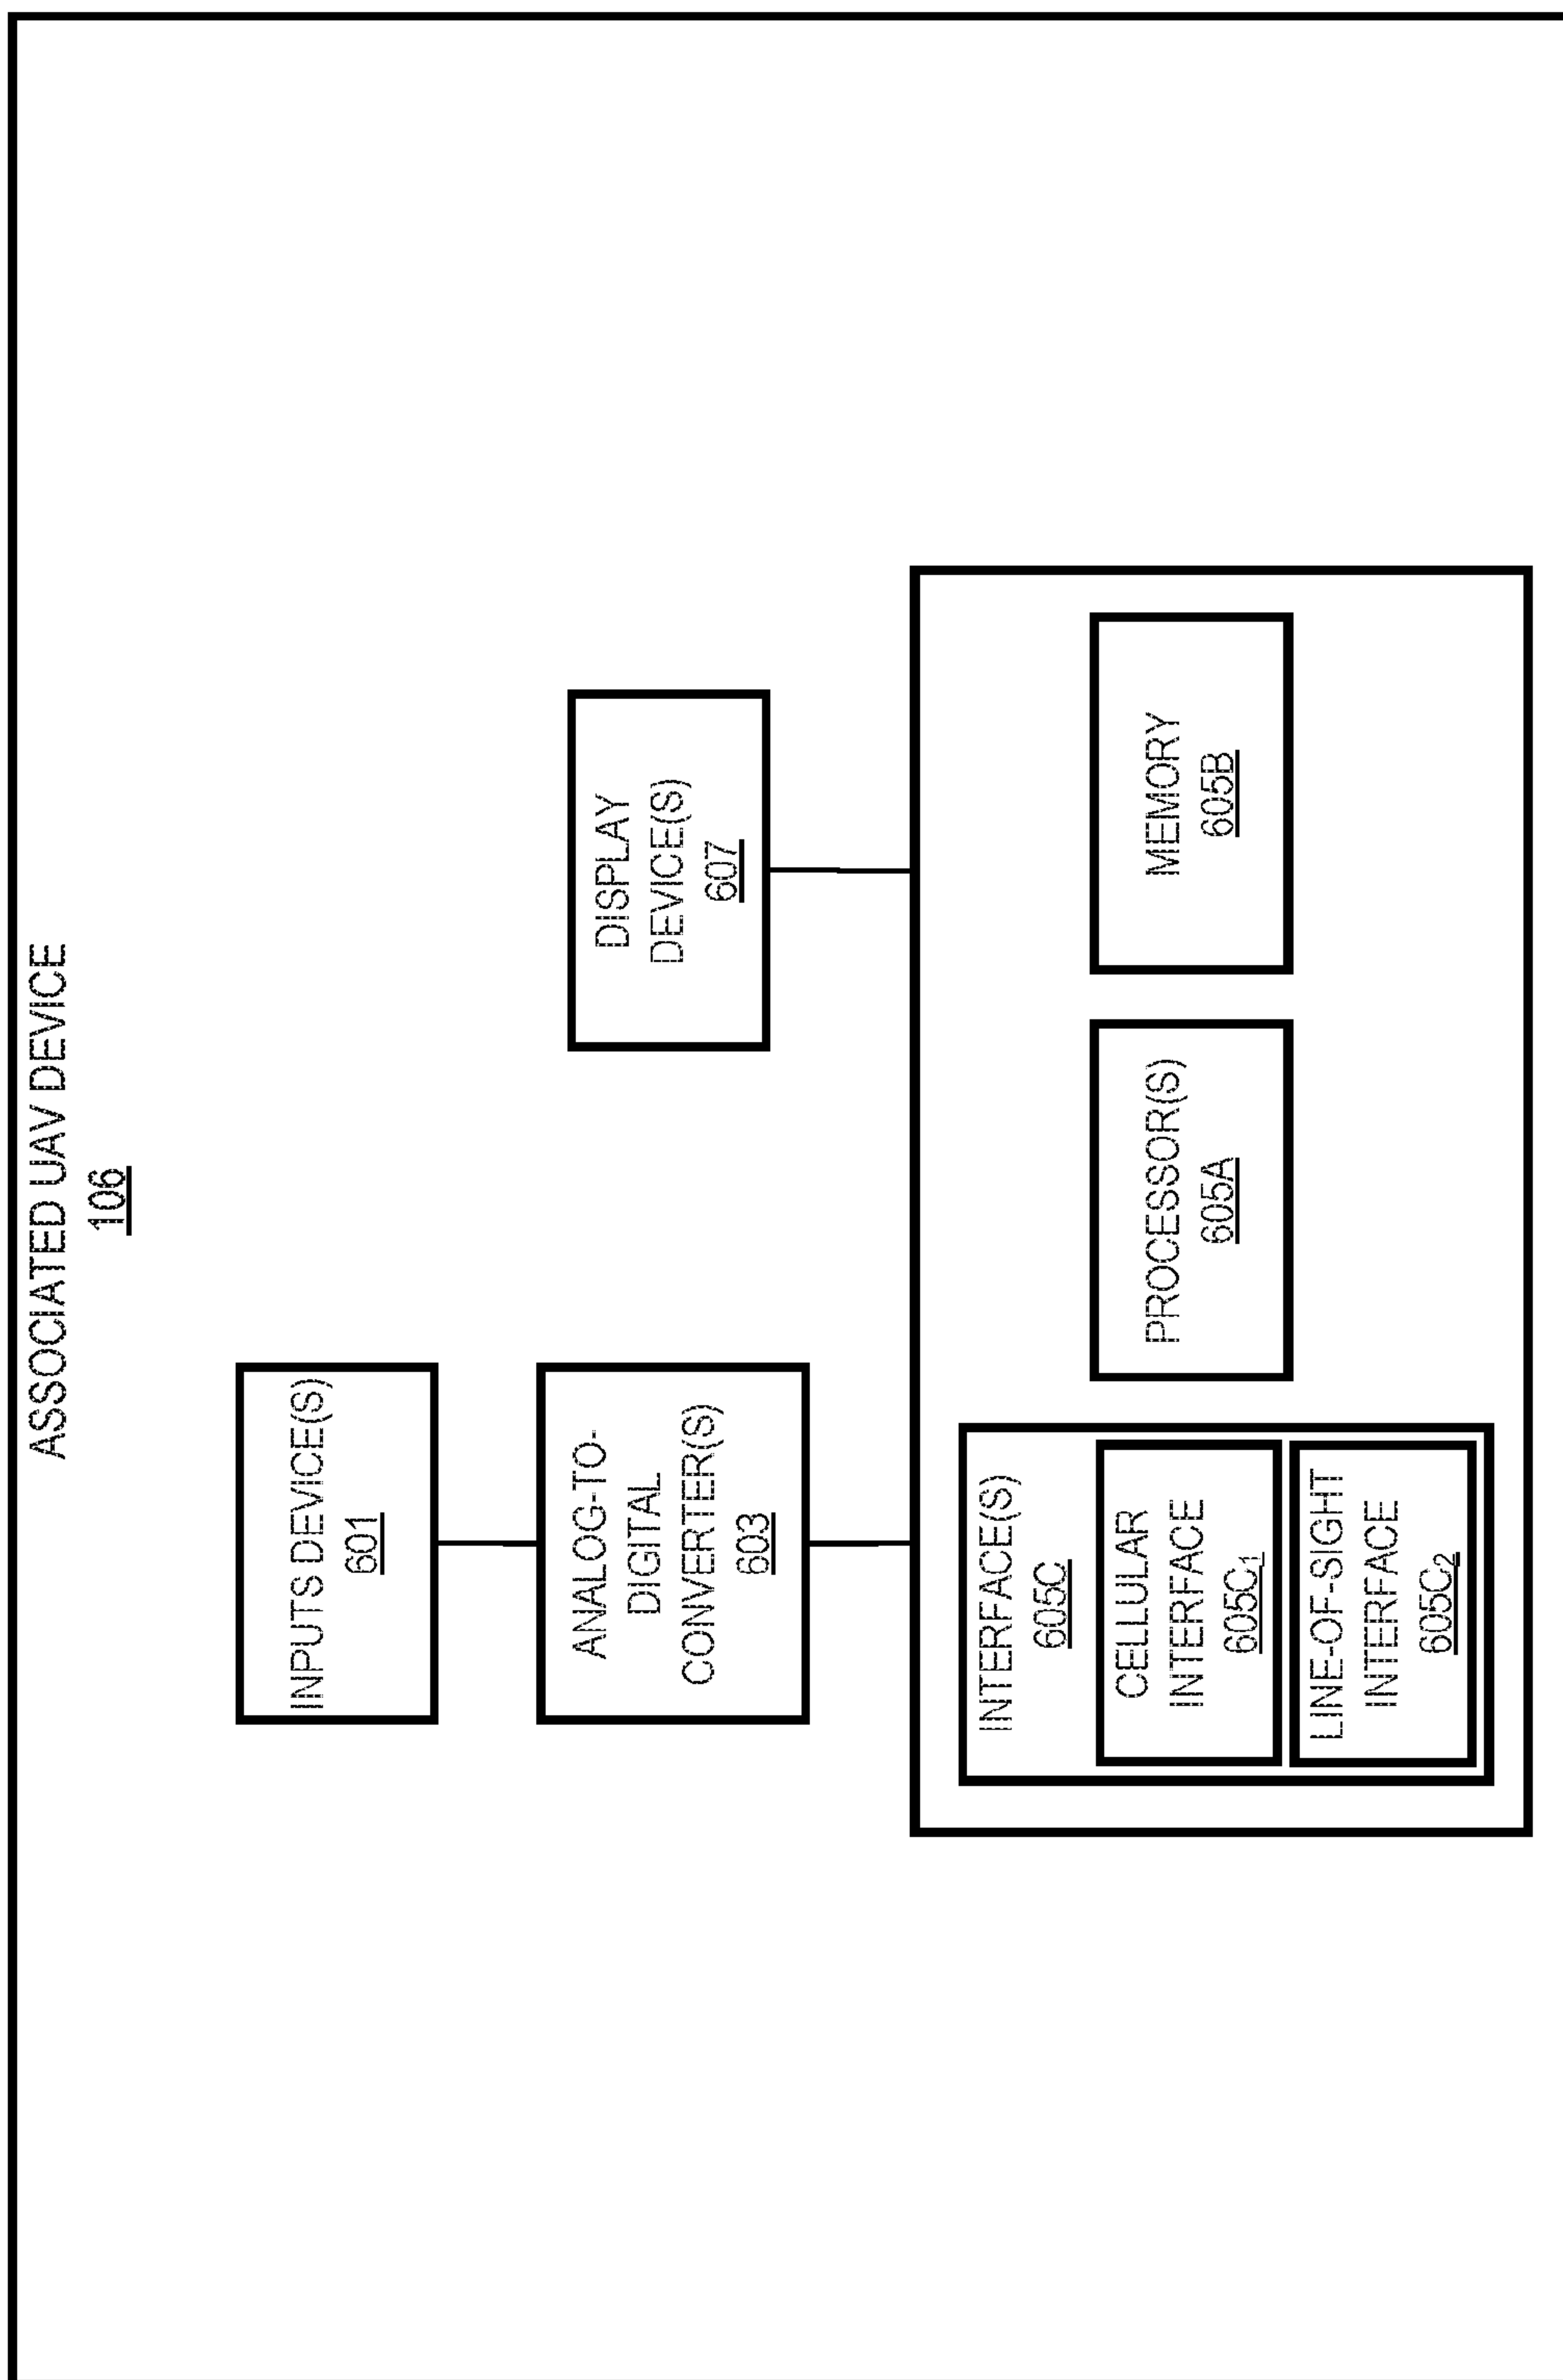 ASSOCIATED UAV DEVICE
106
INPUTS DEVICE(S)
601
ANALOG-TO-
DIGITAL
CONVERTER(S)
603
DISPLAY
DEVICE(S)
607
INTERFACE(S)
605C
CELLULAR
INTERFACE
605C₁
LINE-OF-SIGHT
INTERFACE
605C₂
PROCESSOR(S)
605A
MEMORY
605B